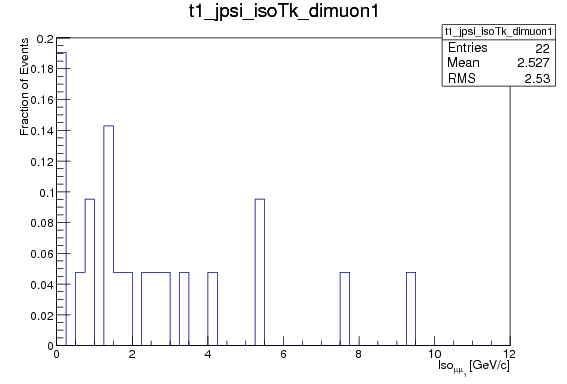 t1_jpsi_isoTk_dimuon1
t1_jpsi_isoTk_dimuon1
Entries 22
Mean 2.527
RMS 2.53
Fraction of Events
0.2
0.18
0.16
0.14
0.12
0.1
0.08
0.06
0.04
0.02
0
0 2 4 6 8 10 12
Iso_μμ_1 [GeV/c]